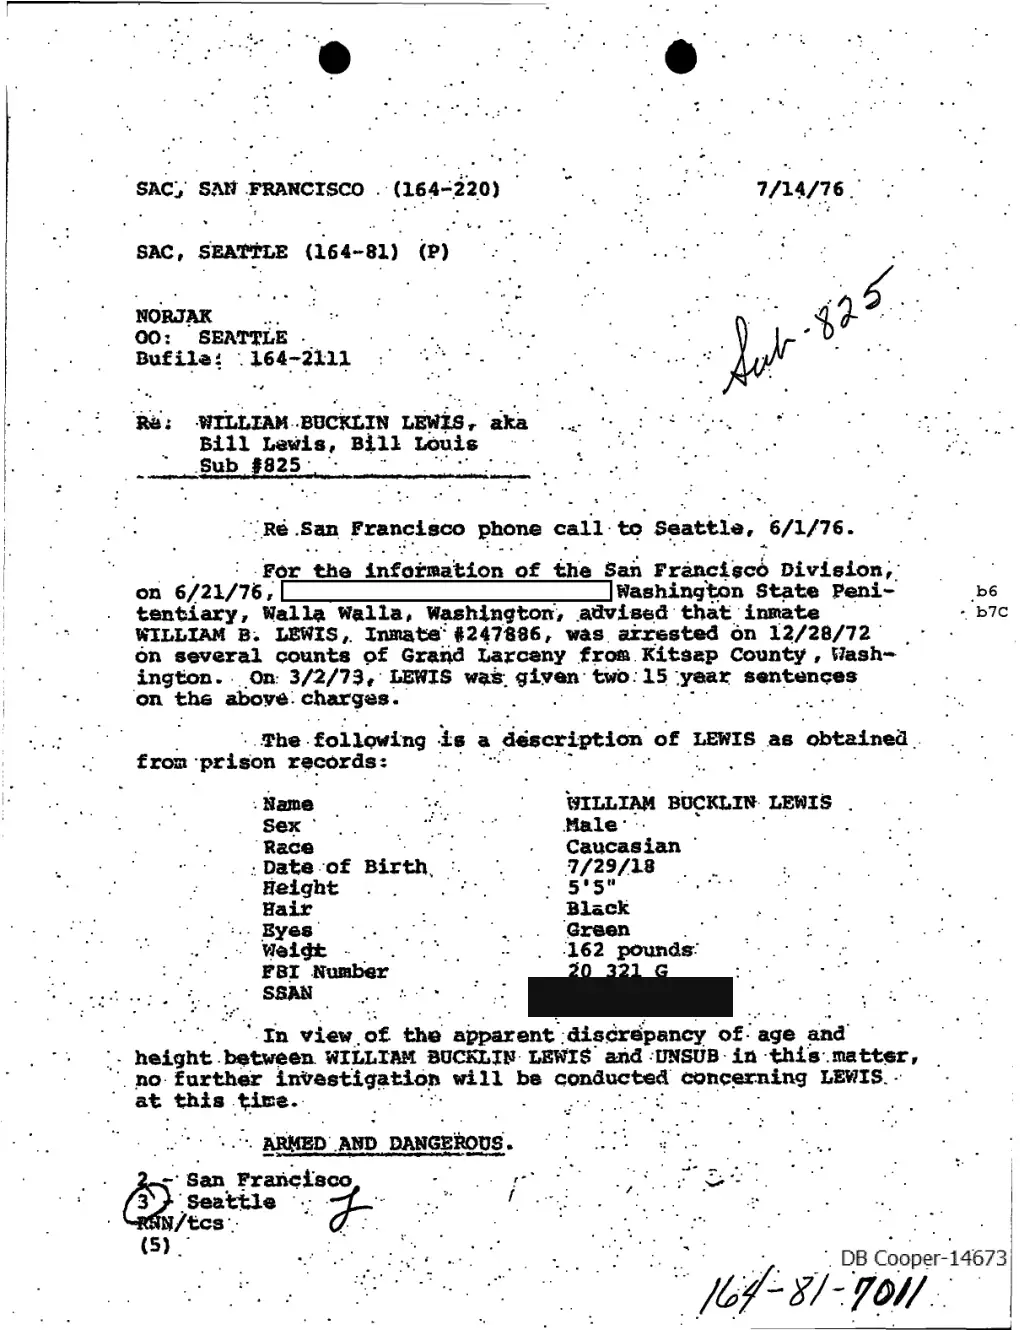 SAC, SAN FRANCISCO (164-220) 7/14/76
SAC, SEATTLE (164-81) (P)
NORJAK
OO: SEATTLE
Bufile: 164-2111
Sub-825
Re: WILLIAM BUCKLIN LEWIS, aka
Bill Lewis, Bill Louis
Sub #825
Re San Francisco phone call to Seattle, 6/1/76.
For the information of the San Francisco Division,
on 6/21/76, Washington State Peni- b6
tentiary, Walla Walla, Washington, advised that inmate b7C
WILLIAM B. LEWIS, Inmate #247886, was arrested on 12/28/72
on several counts of Grand Larceny from Kitsap County, Wash-
ington. On 3/2/73, LEWIS was given two 15 year sentences
on the above charges.
The following is a description of LEWIS as obtained
from prison records:
Name WILLIAM BUCKLIN LEWIS
Sex Male
Race Caucasian
Date of Birth 7/29/18
Height 5'5"
Hair Black
Eyes Green
Weight 162 pounds
FBI Number 20 321 G
SSAN
In view of the apparent discrepancy of age and
height between WILLIAM BUCKLIN LEWIS and UNSUB in this matter,
no further investigation will be conducted concerning LEWIS
at this time.
ARMED AND DANGEROUS.
2 - San Francisco
3 - Seattle
RNN/tcs
(5)
DB Cooper-14673
164-81-7011